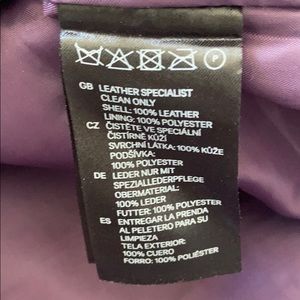 P
GB LEATHER SPECIALIST
CLEAN ONLY
SHELL: 100% LEATHER
LINING: 100% POLYESTER
CZ ČISTĚTE VE SPECIÁLNÍ
ČISTÍRNĚ KŮŽÍ
SVRCHNÍ LÁTKA: 100% KŮŽE
PODŠÍVKA:
100% POLYESTER
DE LEDER NUR MIT
SPEZIALLEDERPFLEGE
OBERMATERIAL:
100% LEDER
FUTTER: 100% POLYESTER
ES ENTREGAR LA PRENDA
AL PELETERO PARA SU
LIMPIEZA
TELA EXTERIOR:
100% CUERO
FORRO: 100% POLIÉSTER